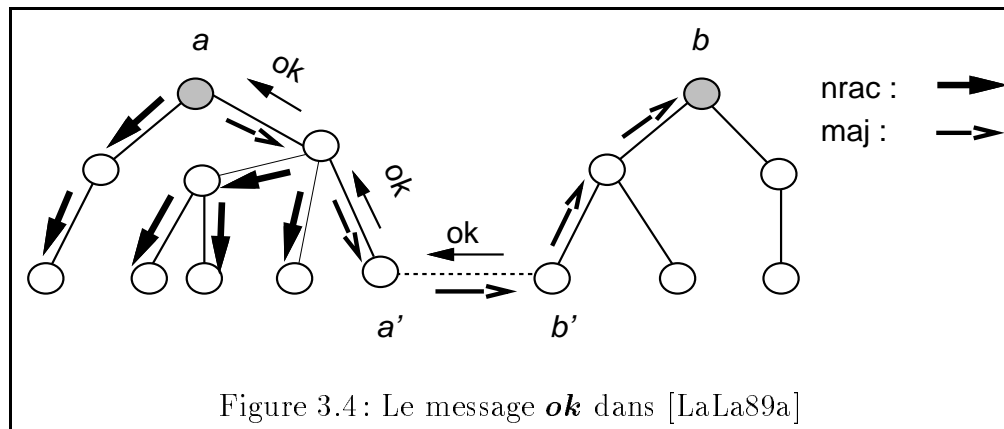 a
b
ok
nrac :
maj :
ok
ok
a’
b’
Figure 3.4: Le message ok dans [LaLa89a]